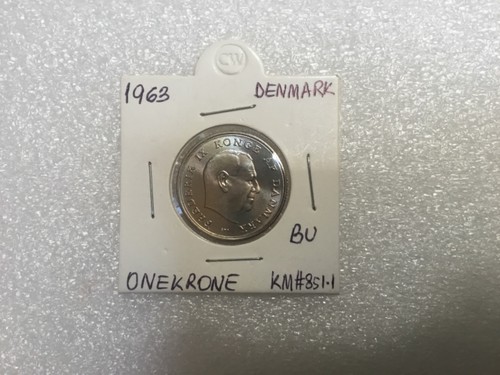 CW
1963 DENMARK
FREDERIK IX KONGE AF DANMARK
BU
ONEKRONE KM#851.1